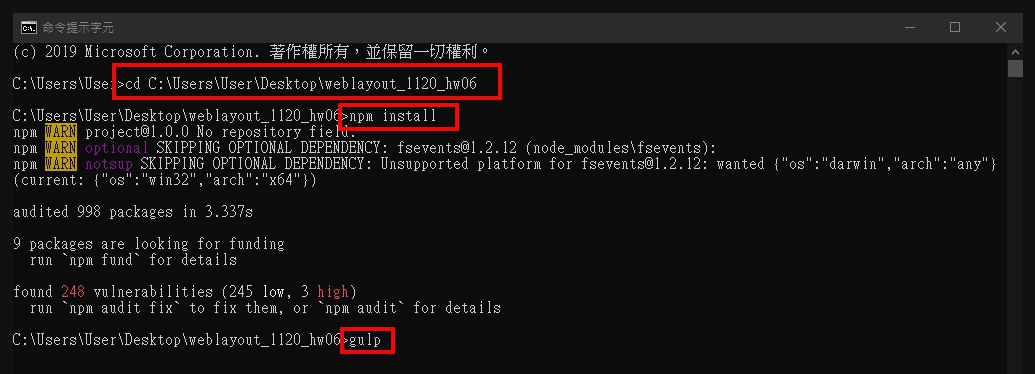 命令提示字元
(c) 2019 Microsoft Corporation. 著作權所有，並保留一切權利。
C:\Users\User>cd C:\Users\User\Desktop\weblayout_1120_hw06
C:\Users\User\Desktop\weblayout_1120_hw06>npm install
npm WARN project@1.0.0 No repository field.
npm WARN optional SKIPPING OPTIONAL DEPENDENCY: fsevents@1.2.12 (node_modules\fsevents):
npm WARN notsup SKIPPING OPTIONAL DEPENDENCY: Unsupported platform for fsevents@1.2.12: wanted {"os":"darwin","arch":"any"}
(current: {"os":"win32","arch":"x64"})
audited 998 packages in 3.337s
9 packages are looking for funding
run `npm fund` for details
found 248 vulnerabilities (245 low, 3 high)
run `npm audit fix` to fix them, or `npm audit` for details
C:\Users\User\Desktop\weblayout_1120_hw06>gulp